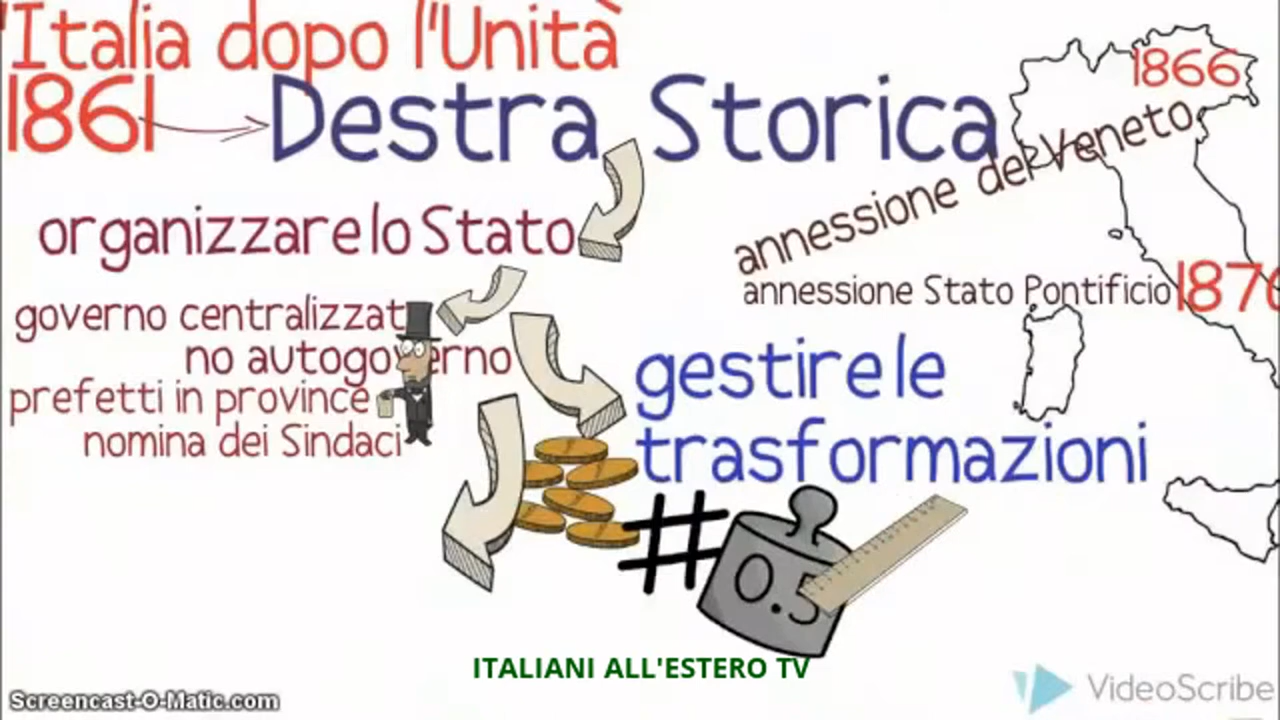 'Italia dopo l'Unità
1861
Destra Storica
1866
annessione del Veneto
organizzare lo Stato
annessione Stato Pontificio
governo centralizzat
no autogoverno
prefetti in province
nomina dei Sindaci
gestire le
trasformazioni
#
0.5
ITALIANI ALL'ESTERO TV
Screencast-O-Matic.com
VideoScribe